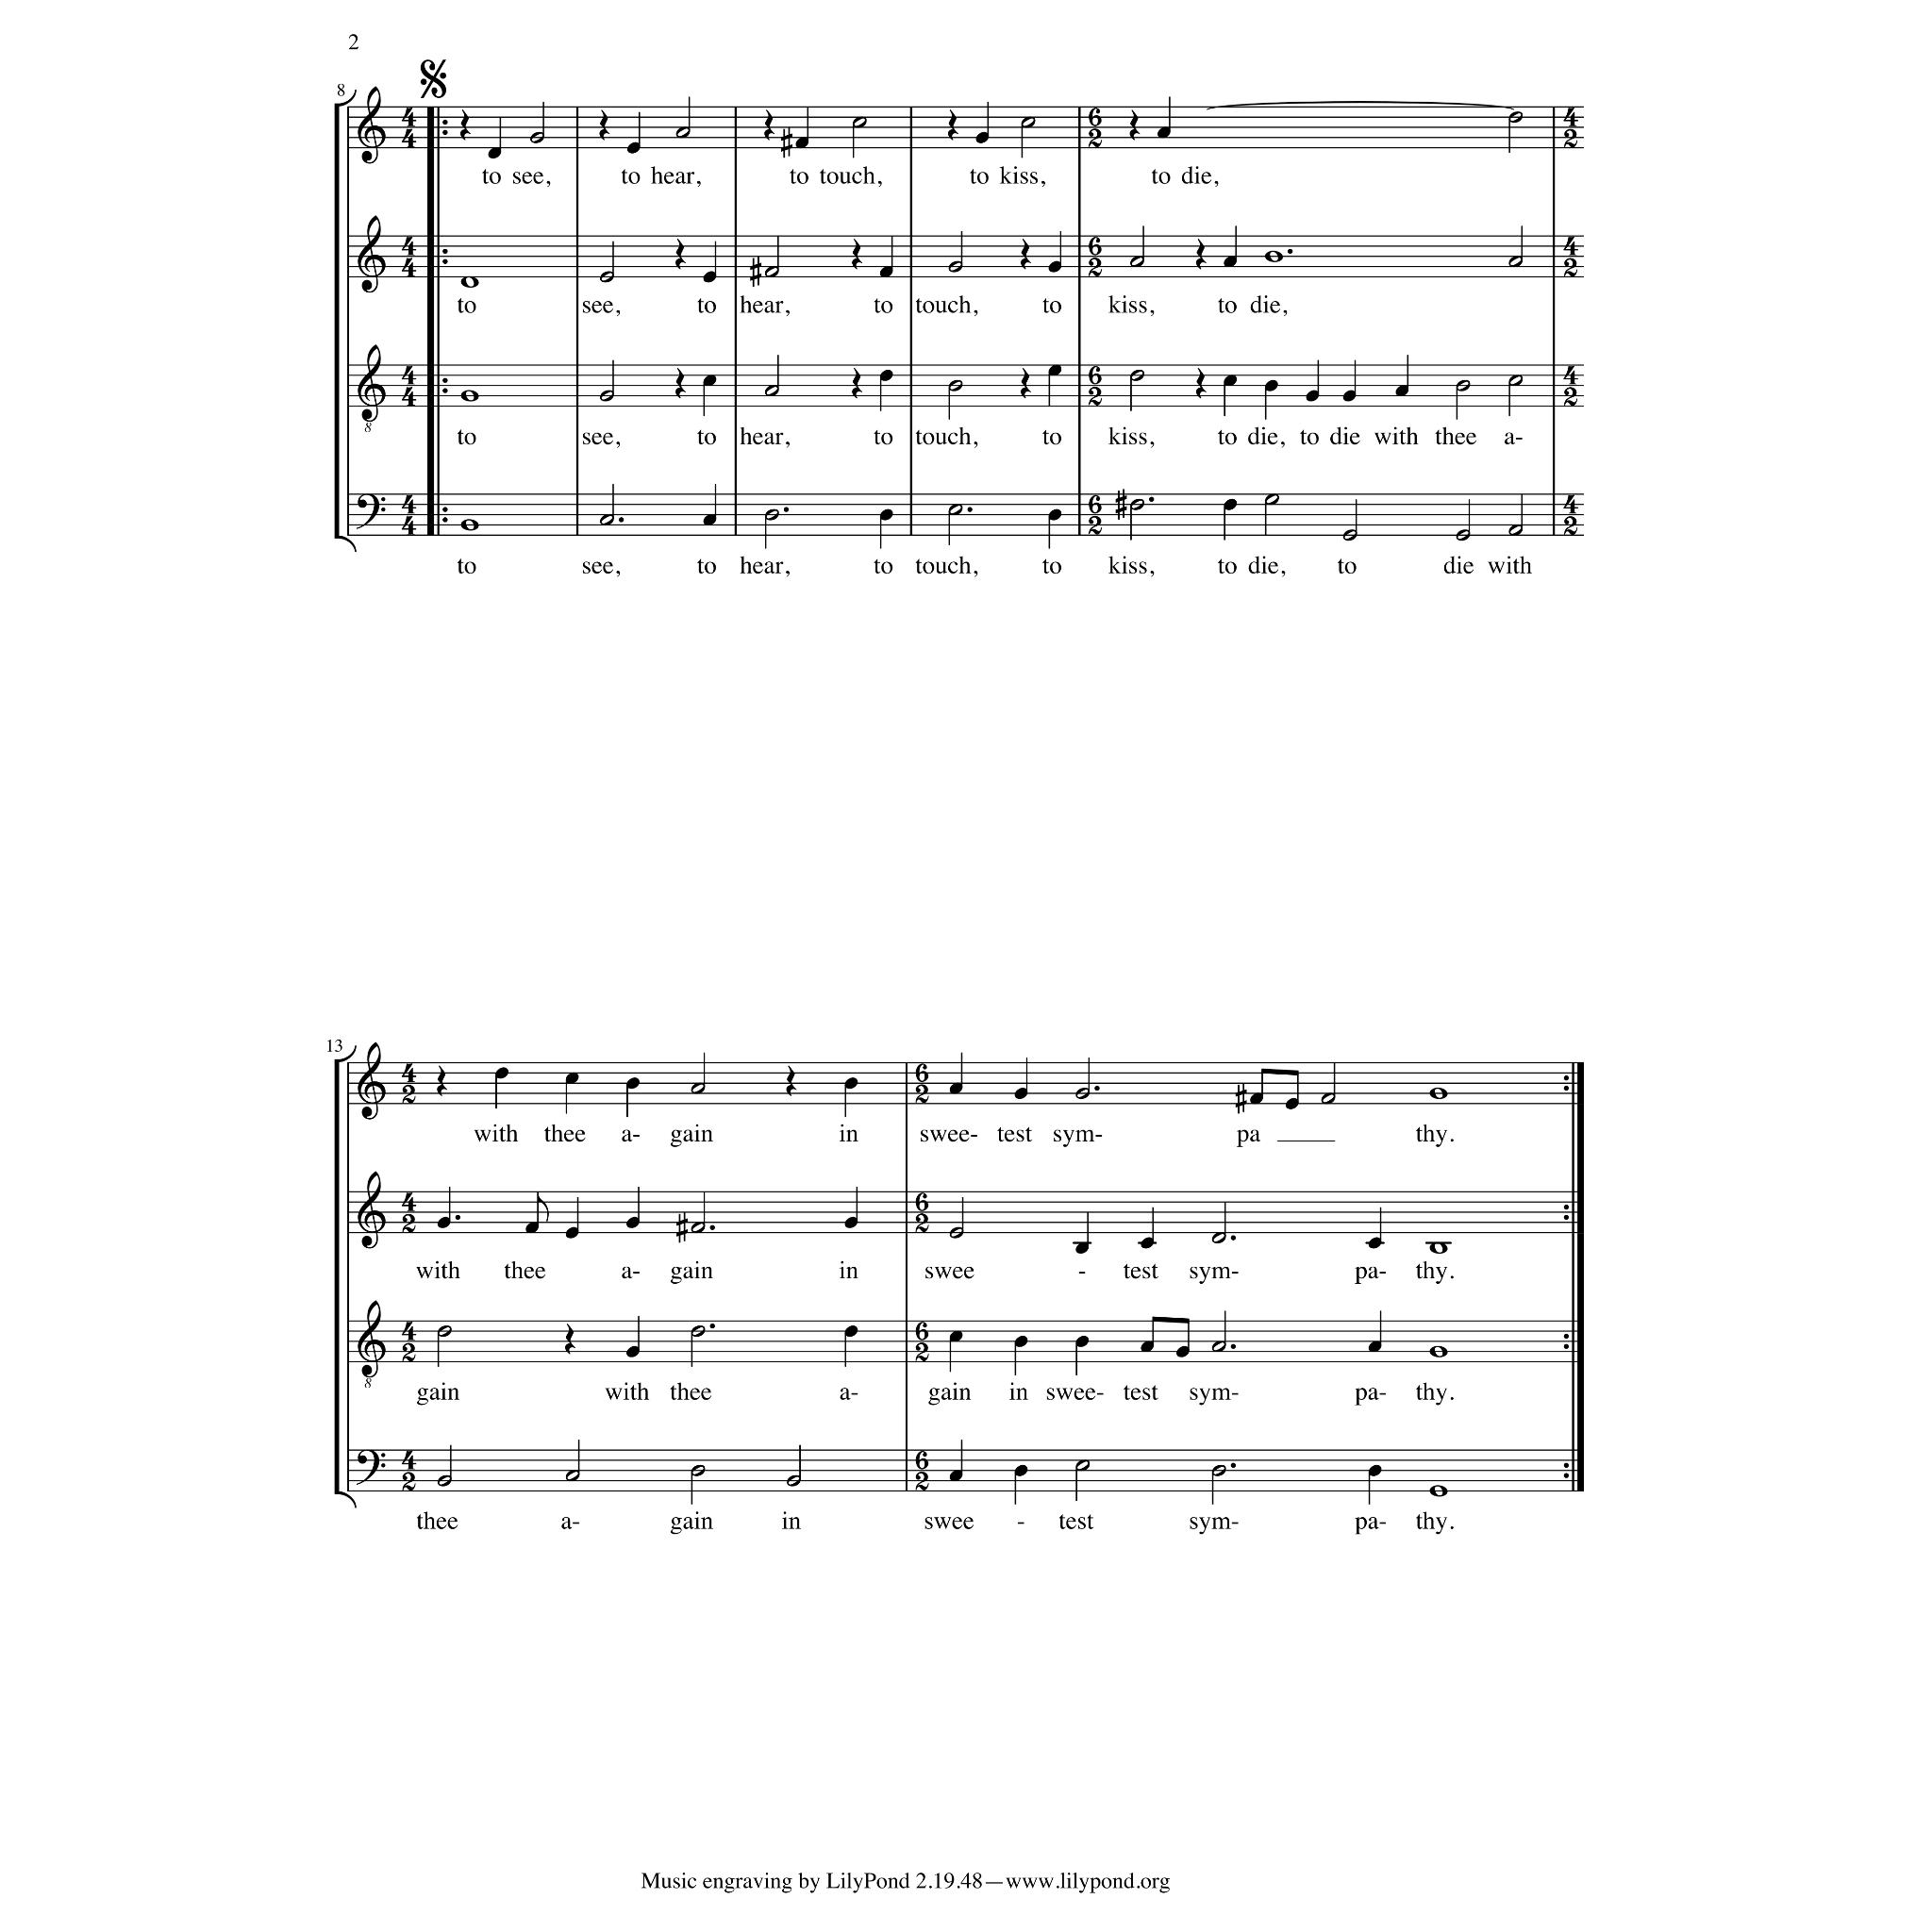 2
8
to see, to hear, to touch, to kiss, to die,
to see, to hear, to touch, to kiss, to die,
to see, to hear, to touch, to kiss, to die, to die with thee a-
to see, to hear, to touch, to kiss, to die, to die with
13
with thee a- gain in swee- test sym- pa __ thy.
with thee a- gain in swee - test sym- pa- thy.
gain with thee a- gain in swee- test sym- pa- thy.
thee a- gain in swee - test sym- pa- thy.
Music engraving by LilyPond 2.19.48—www.lilypond.org